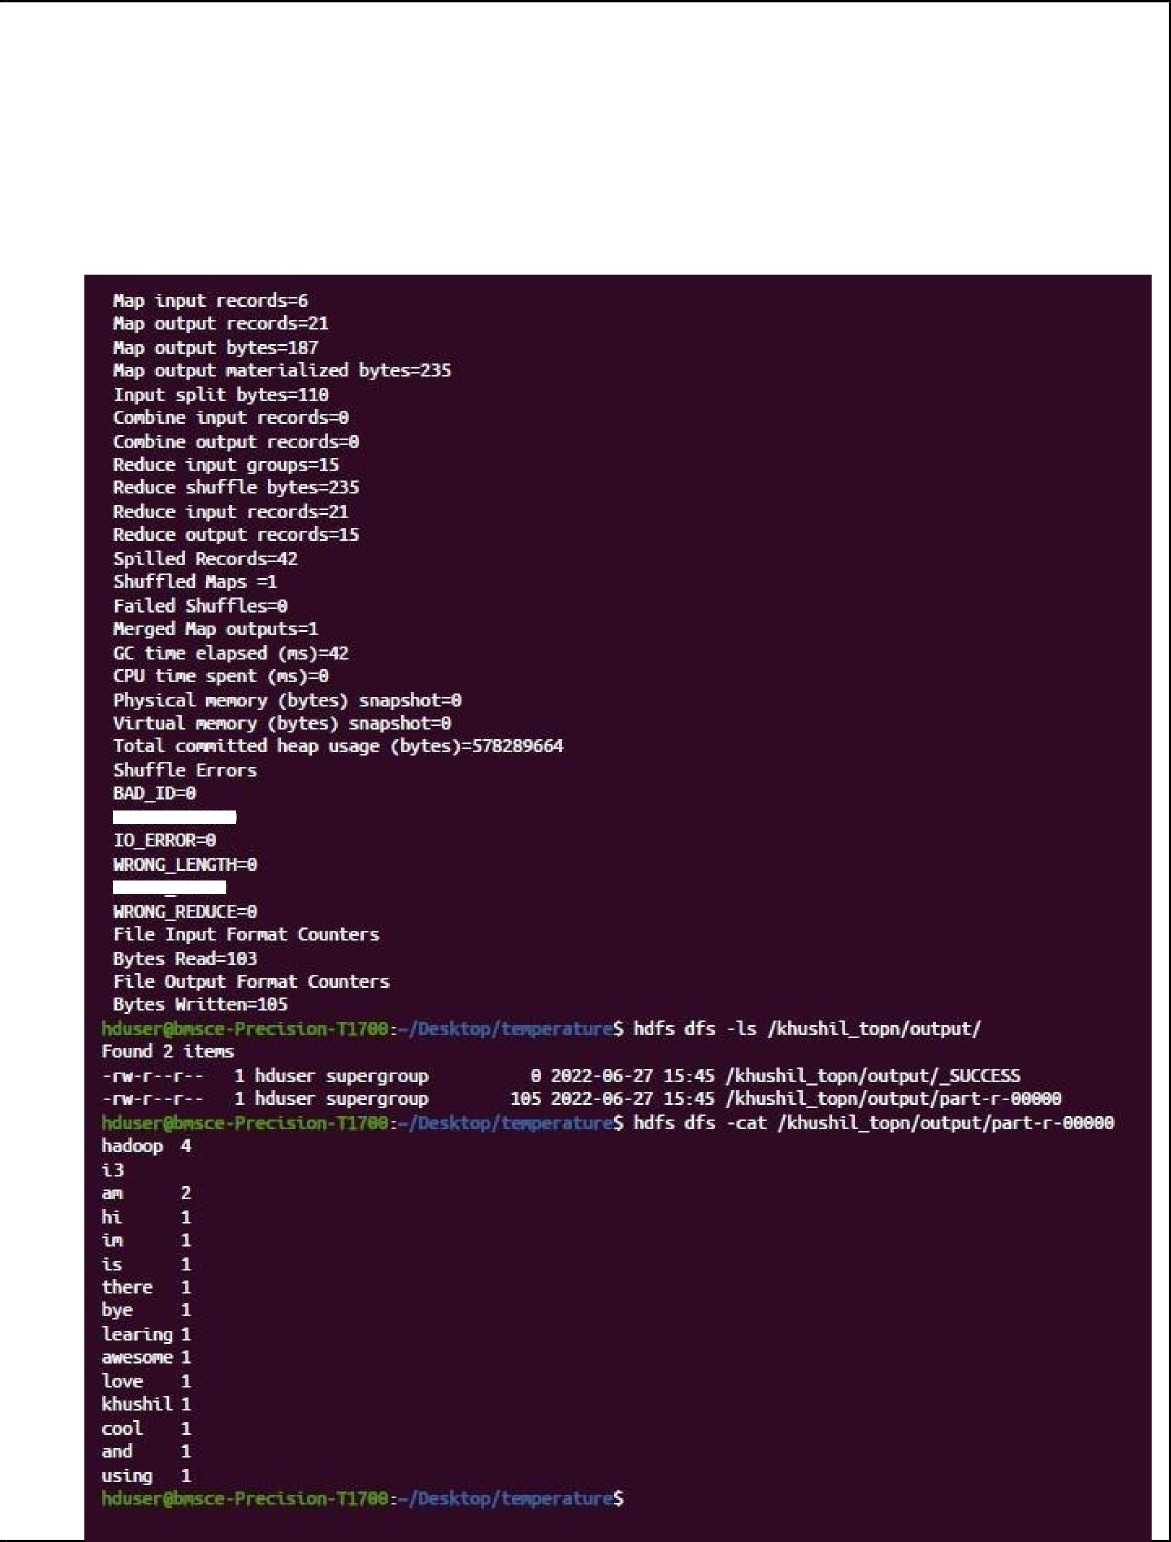 Map input records=6
Map output records=21
Map output bytes=187
Map output materialized bytes=235
Input split bytes=110
Combine input records=0
Combine output records=0
Reduce input groups=15
Reduce shuffle bytes=235
Reduce input records=21
Reduce output records=15
Spilled Records=42
Shuffled Maps =1
Failed Shuffles=0
Merged Map outputs=1
GC time elapsed (ms)=42
CPU time spent (ms)=0
Physical memory (bytes) snapshot=0
Virtual memory (bytes) snapshot=0
Total committed heap usage (bytes)=578289664
Shuffle Errors
BAD_ID=0
IO_ERROR=0
WRONG_LENGTH=0
WRONG_REDUCE=0
File Input Format Counters
Bytes Read=103
File Output Format Counters
Bytes Written=105
hduser@bmsce-Precision-T1700:~/Desktop/temperature$ hdfs dfs -ls /khushil_topn/output/
Found 2 items
-rw-r--r--   1 hduser supergroup          0 2022-06-27 15:45 /khushil_topn/output/_SUCCESS
-rw-r--r--   1 hduser supergroup        105 2022-06-27 15:45 /khushil_topn/output/part-r-00000
hduser@bmsce-Precision-T1700:~/Desktop/temperature$ hdfs dfs -cat /khushil_topn/output/part-r-00000
hadoop 4
i3
am 2
hi 1
im 1
is 1
there 1
bye 1
learing 1
awesome 1
love 1
khushil 1
cool 1
and 1
using 1
hduser@bmsce-Precision-T1700:~/Desktop/temperature$